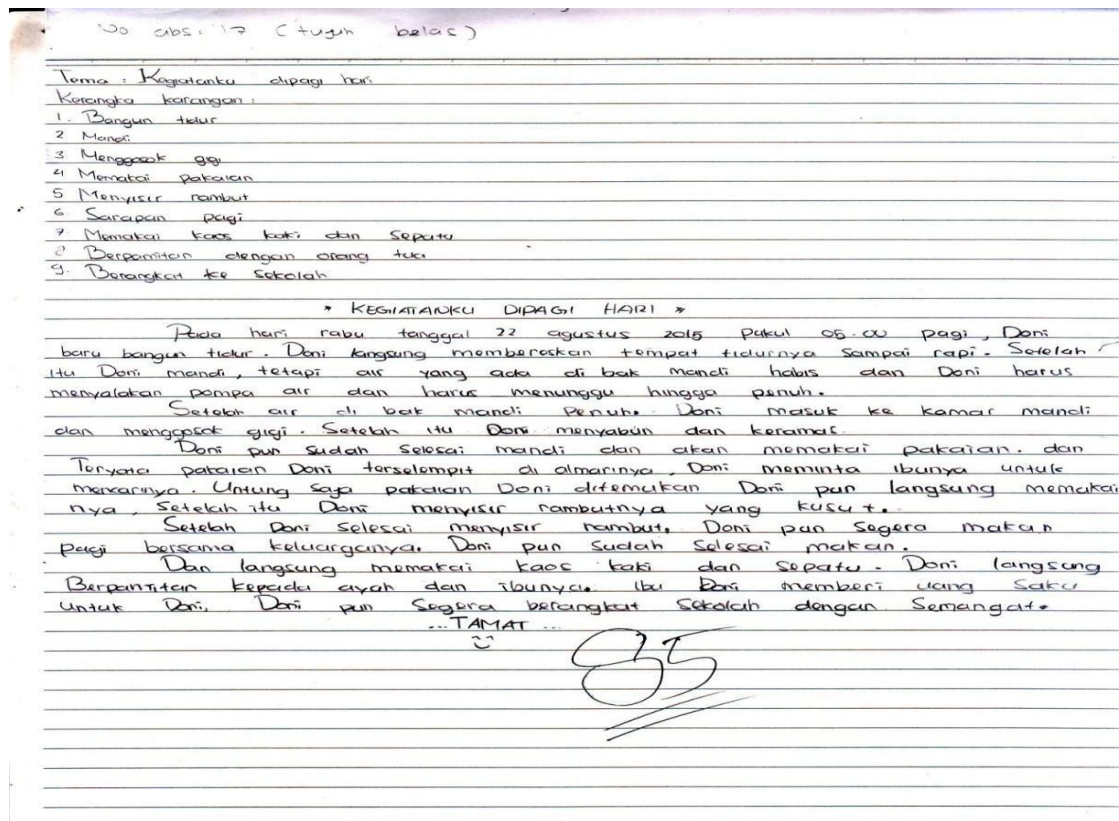 No abs. 17 (tujuh belas)
Tema : Kegiatanku dipagi hari
Kerangka karangan :
1. Bangun tidur
2 Mandi
3 Menggosok gigi
4 Memakai pakaian
5 Menyisir rambut
6. Sarapan pagi
7. Memakai kaos kaki dan sepatu
8 Berpamitan dengan orang tua
9. Berangkat ke sekolah
* KEGIATANKU DIPAGI HARI *
Pada hari rabu tanggal 22 agustus 2015 pukul 05.00 pagi, Doni
baru bangun tidur. Doni langsung membereskan tempat tidurnya sampai rapi. Setelah
itu Doni mandi, tetapi air yang ada di bak mandi habis dan Doni harus
menyalakan pompa air dan harus menunggu hingga penuh.
Setelah air di bak mandi penuh. Doni masuk ke kamar mandi
dan menggosok gigi. Setelah itu Doni menyabun dan keramas.
Doni pun sudah selesai mandi dan akan memakai pakaian. dan
Teryata pakaian Doni terselempit di almarinya, Doni meminta ibunya untuk
mencarinya. Untung saja pakaian Doni ditemukan Doni pun langsung memakai
nya, Setelah itu Doni menyisir rambutnya yang kusut.
Setelah Doni selesai menyisir rambut. Doni pun segera makan
pagi bersama keluarganya. Doni pun sudah selesai makan.
Dan langsung memakai kaos kaki dan sepatu. Doni langsung
Berpamitan kepada ayah dan ibunya. ibu Doni memberi uang saku
untuk Doni, Doni pun segera berangkat sekolah dengan semangat.
...TAMAT...
85